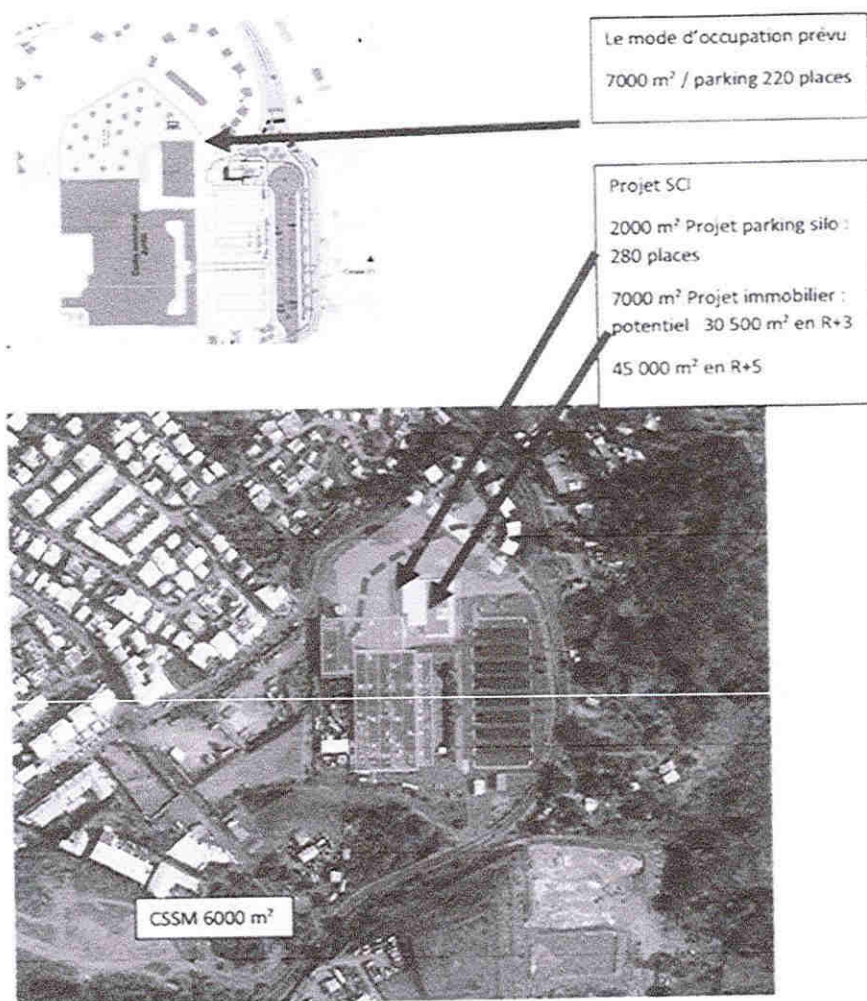 Le mode d'occupation prévu
7000 m² / parking 220 places
Projet SCI
2000 m² Projet parking silo :
280 places
7000 m² Projet immobilier :
potentiel 30 500 m² en R+3
45 000 m² en R+5
CSSM 6000 m²